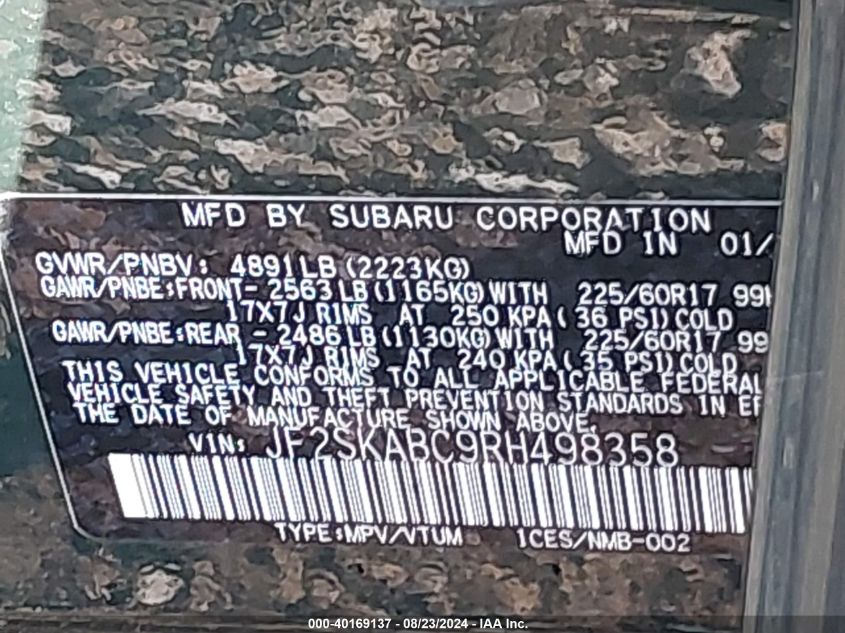 MFD BY SUBARU CORPORATION
MFD IN 01/
GVWR/PNBV: 4891LB (2223KG)
GAWR/PNBE:FRONT- 2563LB(1165KG)WITH 225/60R17 99H
17X7J RIMS AT 250 KPA( 36 PSI)COLD
GAWR/PNBE:REAR - 2486LB(1130KG)WITH 225/60R17 99
17X7J RIMS AT 240 KPA( 35 PSI)COLD
THIS VEHICLE CONFORMS TO ALL APPLICABLE FEDERAL
VEHICLE SAFETY AND THEFT PREVENTION STANDARDS IN EF
THE DATE OF MANUFACTURE SHOWN ABOVE.
VIN: JF2SKABC9RH498358
TYPE:MPV/VTUM 1CES/NMB-002
000-40169137 - 08/23/2024 - IAA Inc.